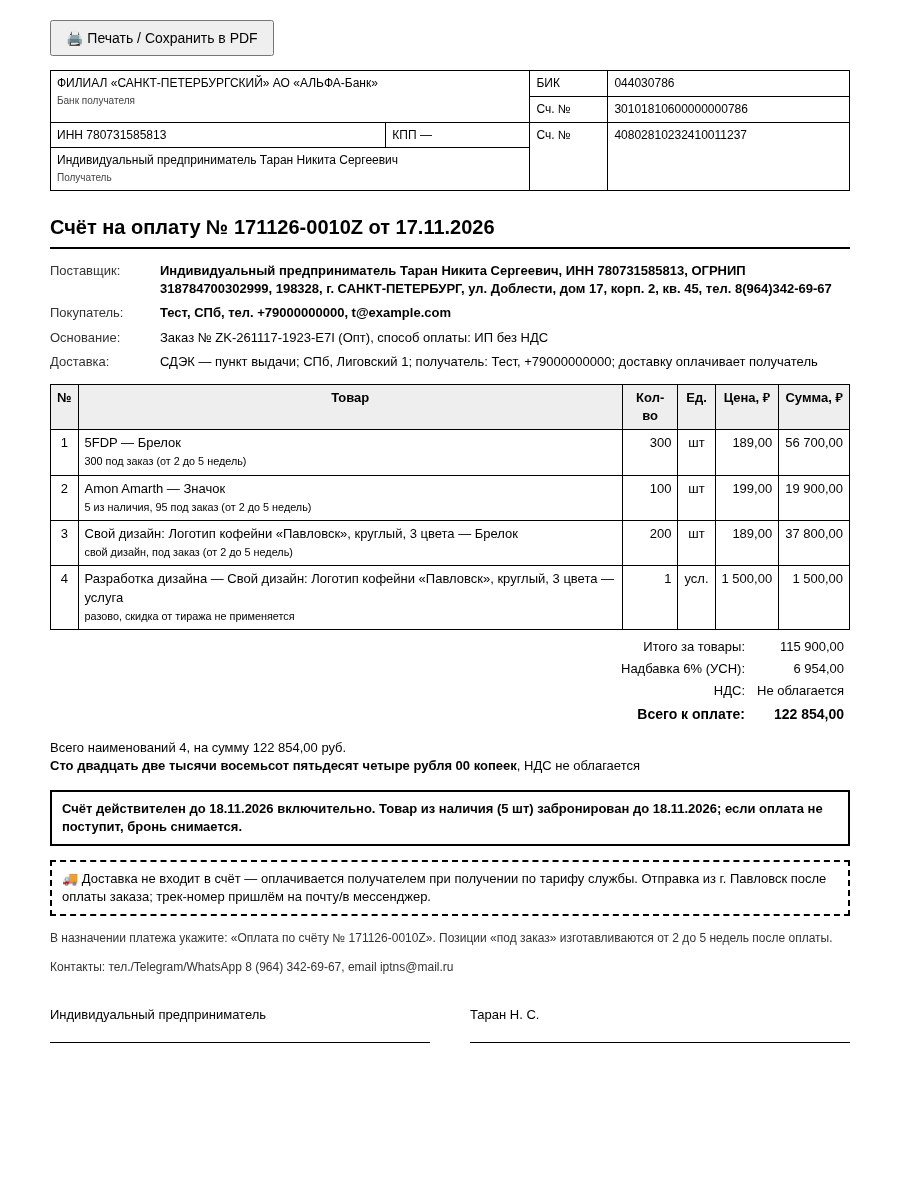 🖨️ Печать / Сохранить в PDF
ФИЛИАЛ «САНКТ-ПЕТЕРБУРГСКИЙ» АО «АЛЬФА-Банк»
Банк получателя
БИК
044030786
Сч. №
30101810600000000786
ИНН 780731585813
КПП —
Сч. №
40802810232410011237
Индивидуальный предприниматель Таран Никита Сергеевич
Получатель
Счёт на оплату № 171126-0010Z от 17.11.2026
Поставщик:
Индивидуальный предприниматель Таран Никита Сергеевич, ИНН 780731585813, ОГРНИП
318784700302999, 198328, г. САНКТ-ПЕТЕРБУРГ, ул. Доблести, дом 17, корп. 2, кв. 45, тел. 8(964)342-69-67
Покупатель:
Тест, СПб, тел. +79000000000, t@example.com
Основание:
Заказ № ZK-261117-1923-E7I (Опт), способ оплаты: ИП без НДС
Доставка:
СДЭК — пункт выдачи; СПб, Лиговский 1; получатель: Тест, +79000000000; доставку оплачивает получатель
№ Товар Кол-во Ед. Цена, ₽ Сумма, ₽
1 5FDP — Брелок 300 шт 189,00 56 700,00
300 под заказ (от 2 до 5 недель)
2 Amon Amarth — Значок 100 шт 199,00 19 900,00
5 из наличия, 95 под заказ (от 2 до 5 недель)
3 Свой дизайн: Логотип кофейни «Павловск», круглый, 3 цвета — Брелок 200 шт 189,00 37 800,00
свой дизайн, под заказ (от 2 до 5 недель)
4 Разработка дизайна — Свой дизайн: Логотип кофейни «Павловск», круглый, 3 цвета — 1 усл. 1 500,00 1 500,00
услуга
разово, скидка от тиража не применяется
Итого за товары: 115 900,00
Надбавка 6% (УСН): 6 954,00
НДС: Не облагается
Всего к оплате: 122 854,00
Всего наименований 4, на сумму 122 854,00 руб.
Сто двадцать две тысячи восемьсот пятьдесят четыре рубля 00 копеек, НДС не облагается
Счёт действителен до 18.11.2026 включительно. Товар из наличия (5 шт) забронирован до 18.11.2026; если оплата не
поступит, бронь снимается.
🚚 Доставка не входит в счёт — оплачивается получателем при получении по тарифу службы. Отправка из г. Павловск после
оплаты заказа; трек-номер пришлём на почту/в мессенджер.
В назначении платежа укажите: «Оплата по счёту № 171126-0010Z». Позиции «под заказ» изготавливаются от 2 до 5 недель после оплаты.
Контакты: тел./Telegram/WhatsApp 8 (964) 342-69-67, email iptns@mail.ru
Индивидуальный предприниматель
Таран Н. С.